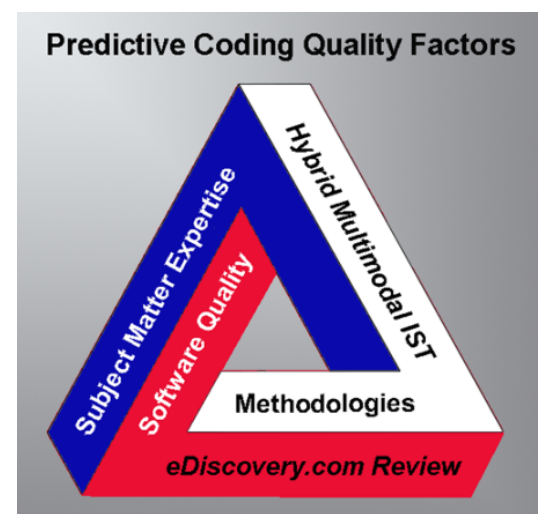 Predictive Coding Quality Factors
Hybrid Multimodal IST
Subject Matter Expertise
Software Quality
Methodologies
eDiscovery.com Review